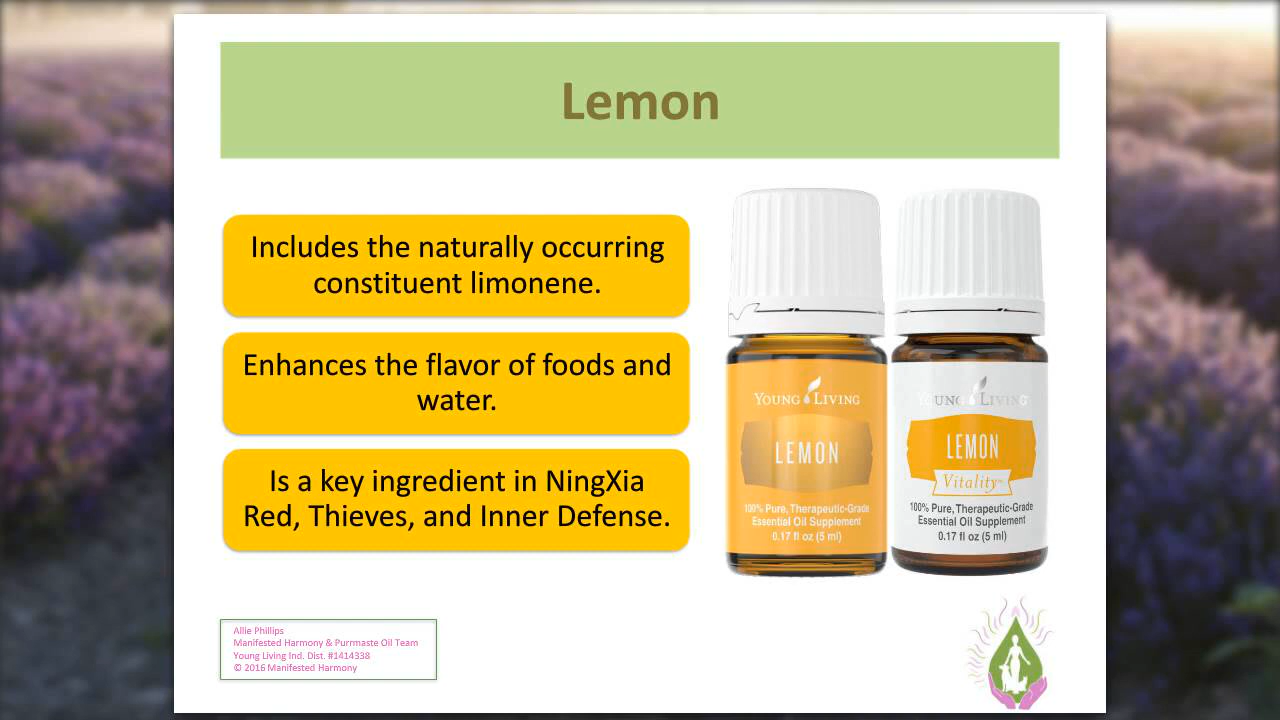 Lemon
Includes the naturally occurring
constituent limonene.
Enhances the flavor of foods and
water.
Is a key ingredient in NingXia
Red, Thieves, and Inner Defense.
YOUNG LIVING
LEMON
100% Pure, Therapeutic-Grade
Essential Oil Supplement
0.17 fl oz (5 ml)
YOUNG LIVING
LEMON
Vitality™
100% Pure, Therapeutic-Grade
Essential Oil Supplement
0.17 fl oz (5 ml)
Allie Phillips
Manifested Harmony & Purrmaste Oil Team
Young Living Ind. Dist. #1414338
© 2016 Manifested Harmony